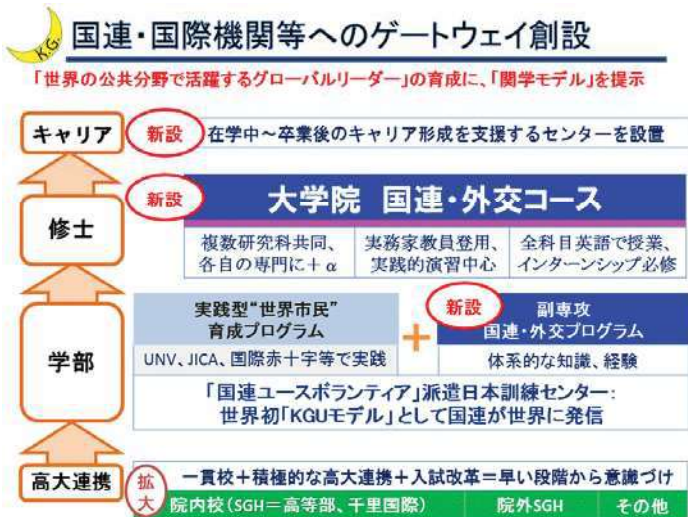 K.G.
国連・国際機関等へのゲートウェイ創設
「世界の公共分野で活躍するグローバルリーダー」の育成に、「関学モデル」を提示
キャリア
新設
在学中～卒業後のキャリア形成を支援するセンターを設置
修士
新設
大学院 国連・外交コース
複数研究科共同、
各自の専門に＋α
実務家教員登用、
実践的演習中心
全科目英語で授業、
インターンシップ必修
学部
実践型“世界市民”
育成プログラム
UNV、JICA、国際赤十字等で実践
+
新設
副専攻
国連・外交プログラム
体系的な知識、経験
「国連ユースボランティア」派遣日本訓練センター：
世界初「KGUモデル」として国連が世界に発信
高大連携
拡大
一貫校＋積極的な高大連携＋入試改革＝早い段階から意識づけ
院内校（SGH＝高等部、千里国際）
院外SGH
その他